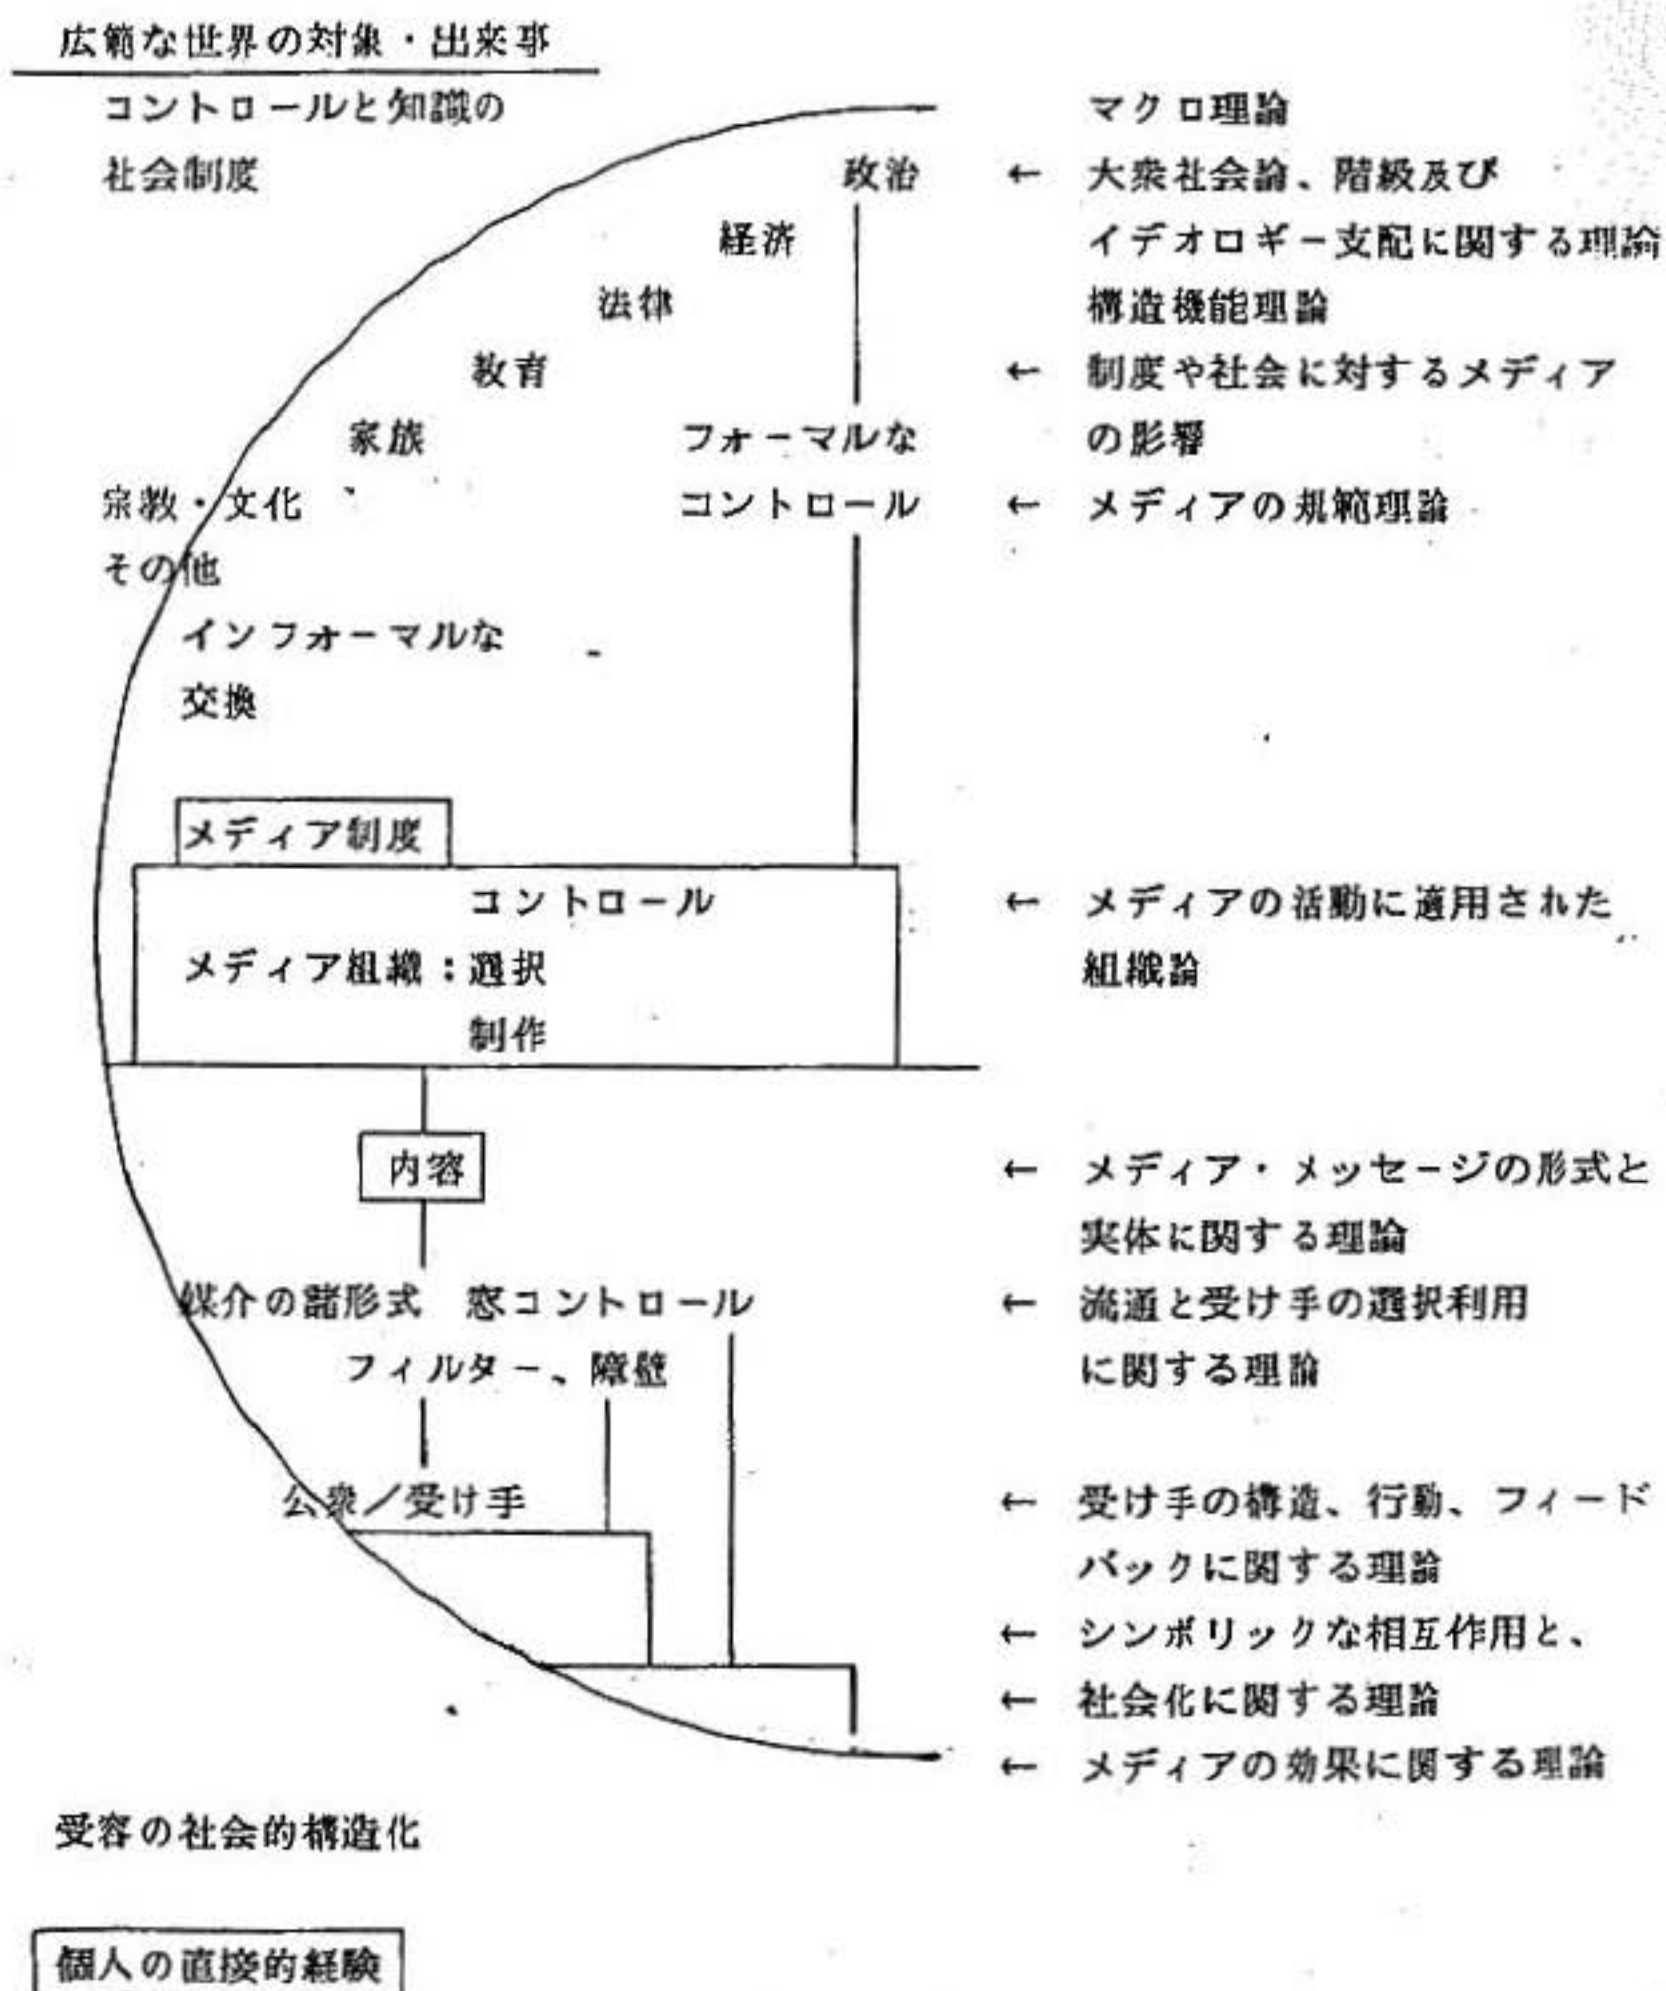 広範な世界の対象・出来事
コントロールと知識の
社会制度
政治
経済
法律
教育
家族
宗教・文化
その他
フォーマルな
コントロール
インフォーマルな
交換
メディア制度
コントロール
メディア組織:選択
制作
内容
媒介の諸形式 窓コントロール
フィルター、障壁
公衆/受け手
受容の社会的構造化
個人の直接的経験
マクロ理論
← 大衆社会論、階級及び
イデオロギー支配に関する理論
構造機能理論
← 制度や社会に対するメディア
の影響
← メディアの規範理論
← メディアの活動に適用された
組織論
← メディア・メッセージの形式と
実体に関する理論
← 流通と受け手の選択利用
に関する理論
← 受け手の構造、行動、フィード
バックに関する理論
← シンボリックな相互作用と、
← 社会化に関する理論
← メディアの効果に関する理論